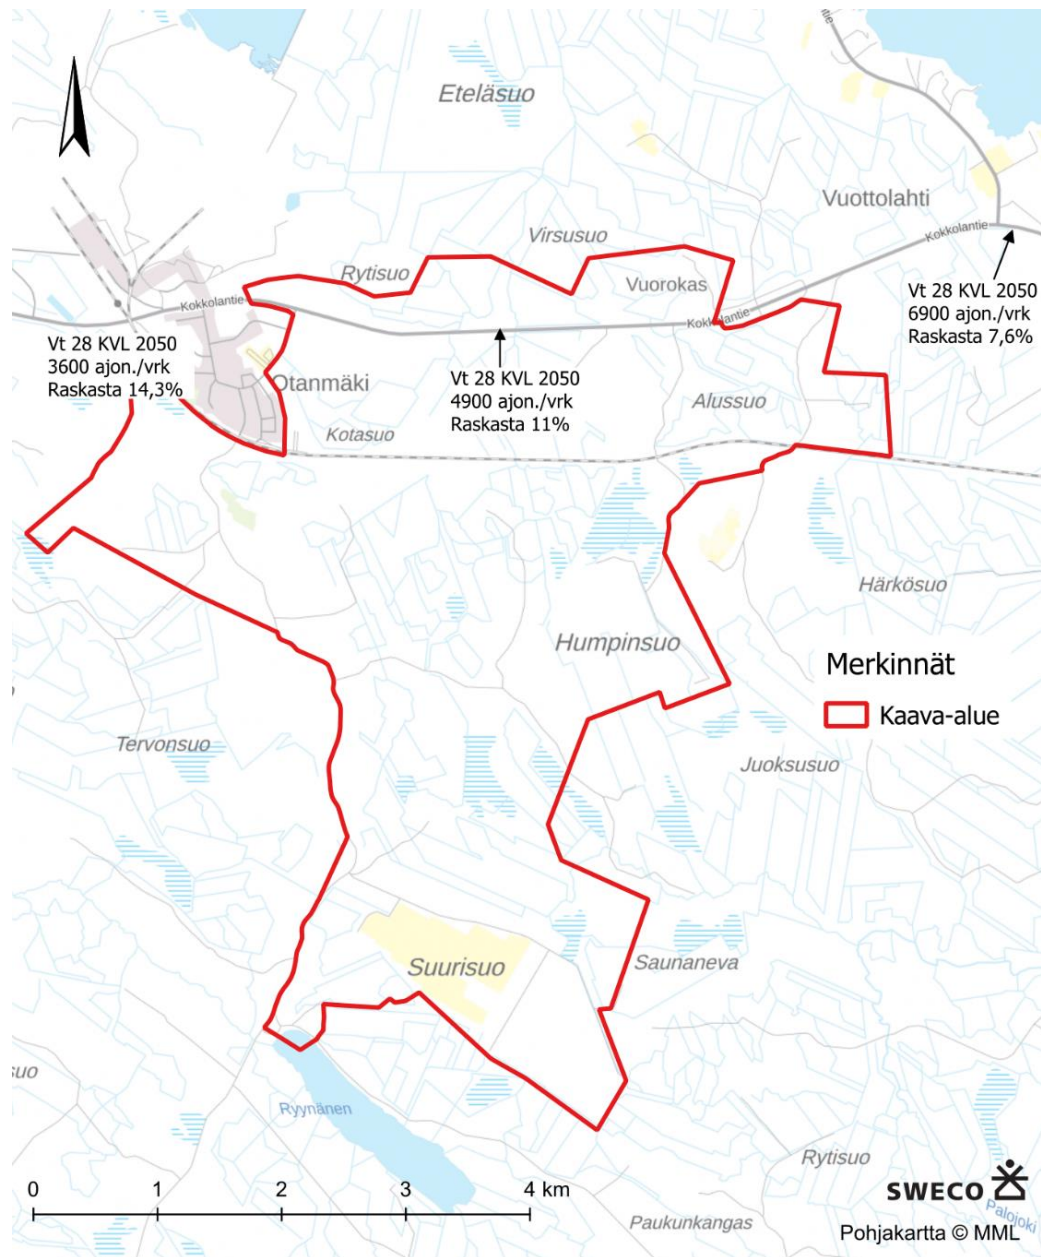 Eteläsuo
Vuottolahti
Virsusuo
Kokkolantie
Rytisuo
Vuorokas
Kokkolantie
Kokkolantie
Vt 28 KVL 2050
6900 ajon./vrk
Raskasta 7,6%
Vt 28 KVL 2050
3600 ajon./vrk
Raskasta 14,3%
Otanmäki
Vt 28 KVL 2050
4900 ajon./vrk
Raskasta 11%
Alussuo
Kotasuo
Härkösuo
Humpinsuo
Merkinnät
Kaava-alue
Tervonsuo
Juoksusuo
Suurisuo
Saunaneva
suo
Ryynänen
Rytisuo
0 1 2 3 4 km
SWECO
Palojoki
Paukunkangas
Pohjakartta © MML